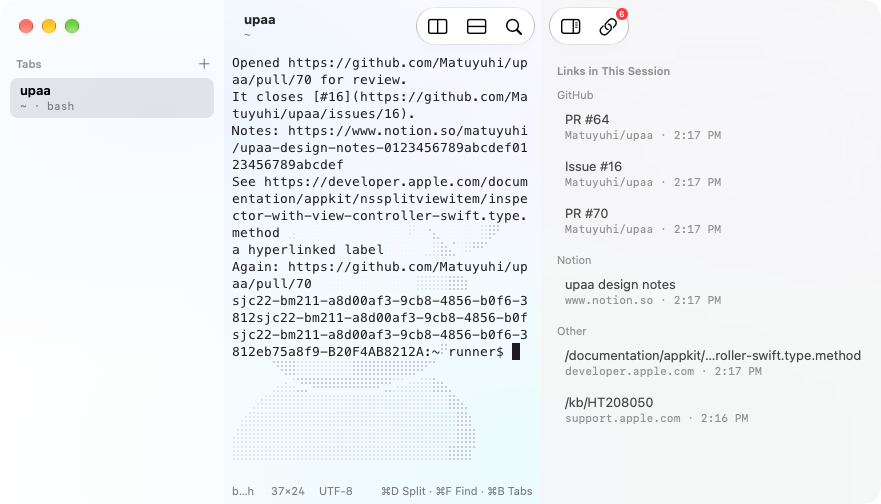 upaa
~
6
Tabs
upaa
~ · bash
Opened https://github.com/Matuyuhi/up
aa/pull/70 for review.
It closes [#16](https://github.com/Ma
tuyuhi/upaa/issues/16).
Notes: https://www.notion.so/matuyuhi
/upaa-design-notes-0123456789abcdef01
23456789abcdef
See https://developer.apple.com/docum
entation/appkit/nssplitviewitem/inspe
ctor-with-view-controller-swift.type.
method
a hyperlinked label
Again: https://github.com/Matuyuhi/up
aa/pull/70
sjc22-bm211-a8d00af3-9cb8-4856-b0f6-3
812sjc22-bm211-a8d00af3-9cb8-4856-b0f
sjc22-bm211-a8d00af3-9cb8-4856-b0f6-3
812eb75a8f9-B20F4AB8212A:~ runner$
b...h 37×24 UTF-8 ⌘D Split · ⌘F Find · ⌘B Tabs
Links in This Session
GitHub
PR #64
Matuyuhi/upaa · 2:17 PM
Issue #16
Matuyuhi/upaa · 2:17 PM
PR #70
Matuyuhi/upaa · 2:17 PM
Notion
upaa design notes
www.notion.so · 2:17 PM
Other
/documentation/appkit/...roller-swift.type.method
developer.apple.com · 2:17 PM
/kb/HT208050
support.apple.com · 2:16 PM